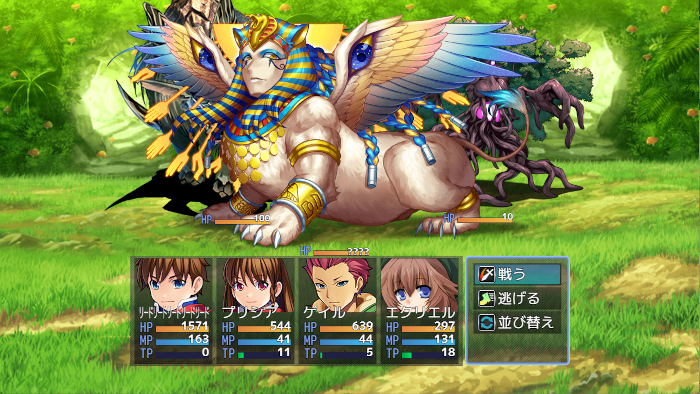 HP 100
HP 10
HP ????
リードリードリードリード プリシア ゲイル エクリエル
HP 1571 HP 544 HP 639 HP 297
MP 163 MP 41 MP 44 MP 131
TP 0 TP 11 TP 5 TP 18
戦う
逃げる
並び替え